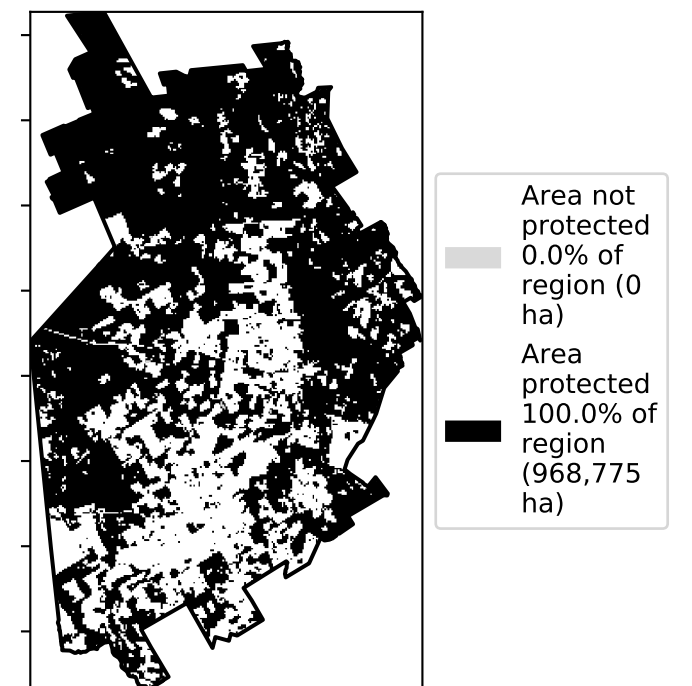 Area not
protected
0.0% of
region (0
ha)
Area
protected
100.0% of
region
(968,775
ha)